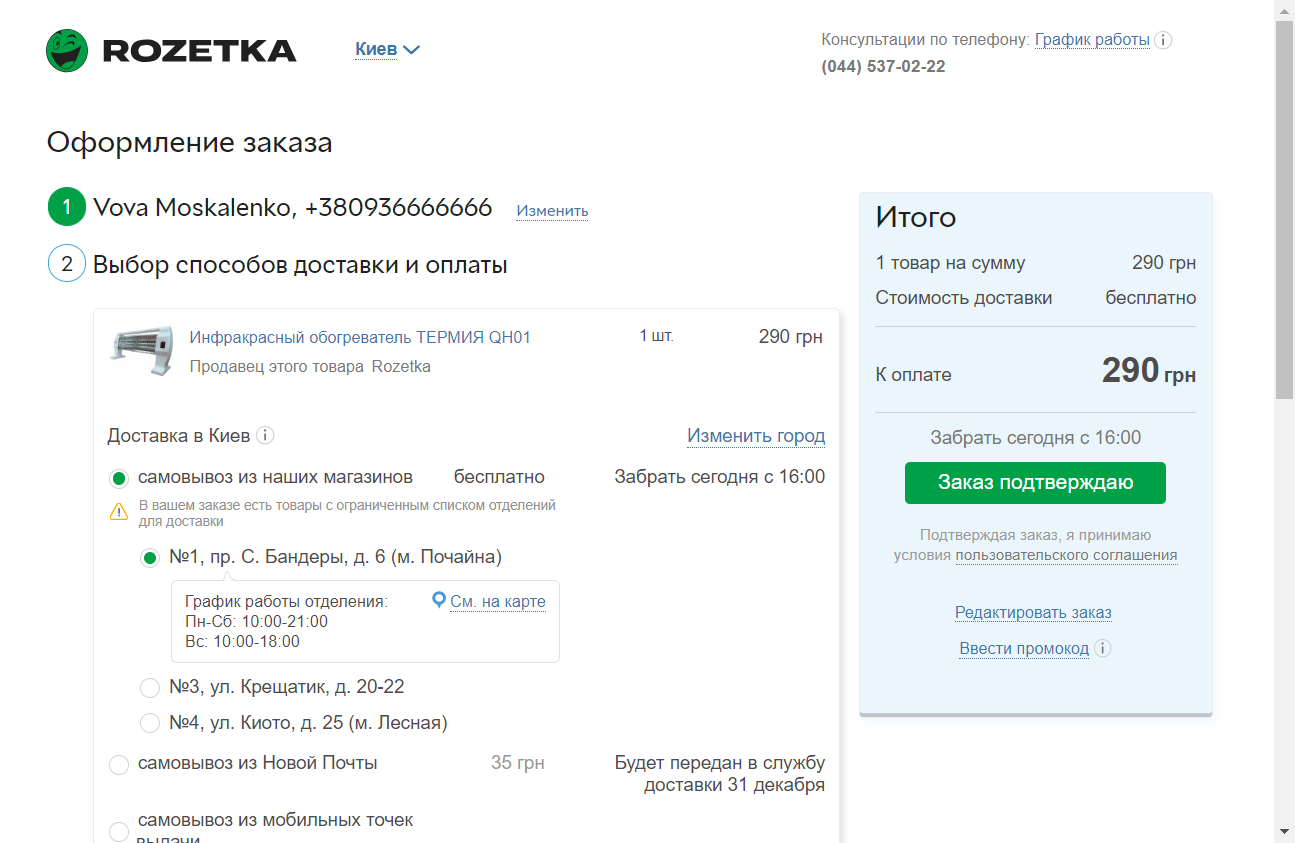 ROZETKA
Киев
Консультации по телефону: График работы
(044) 537-02-22
Оформление заказа
1 Vova Moskalenko, +380936666666 Изменить
2 Выбор способов доставки и оплаты
Инфракрасный обогреватель ТЕРМИЯ QH01 1 шт. 290 грн
Продавец этого товара Rozetka
Доставка в Киев Изменить город
самовывоз из наших магазинов бесплатно Забрать сегодня с 16:00
В вашем заказе есть товары с ограниченным списком отделений
для доставки
№1, пр. С. Бандеры, д. 6 (м. Почайна)
График работы отделения: См. на карте
Пн-Сб: 10:00-21:00
Вс: 10:00-18:00
№3, ул. Крещатик, д. 20-22
№4, ул. Киото, д. 25 (м. Лесная)
самовывоз из Новой Почты 35 грн Будет передан в службу
доставки 31 декабря
самовывоз из мобильных точек
выдачи
Итого
1 товар на сумму 290 грн
Стоимость доставки бесплатно
К оплате 290 грн
Забрать сегодня с 16:00
Заказ подтверждаю
Подтверждая заказ, я принимаю
условия пользовательского соглашения
Редактировать заказ
Ввести промокод